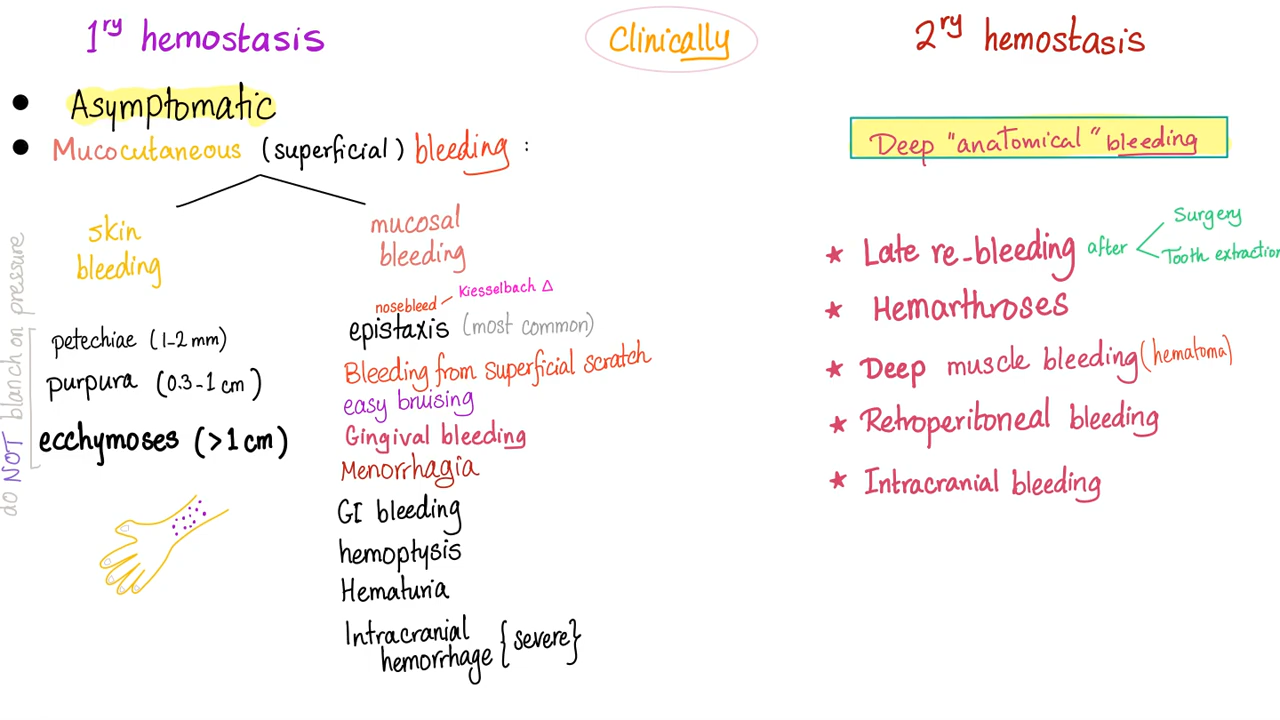 1ry hemostasis
Clinically
2ry hemostasis
Asymptomatic
Mucocutaneous (superficial) bleeding :
skin
bleeding
do NOT blanch on pressure
petechiae (1-2 mm)
purpura (0.3-1 cm)
ecchymoses (>1 cm)
mucosal
bleeding
nosebleed - Kiesselbach Δ
epistaxis (most common)
Bleeding from superficial scratch
easy bruising
Gingival bleeding
Menorrhagia
GI bleeding
hemoptysis
Hematuria
Intracranial
hemorrhage {severe}
Deep "anatomical" bleeding
Late re-bleeding after
Surgery
Tooth extraction
Hemarthroses
Deep muscle bleeding (hematoma)
Retroperitoneal bleeding
Intracranial bleeding